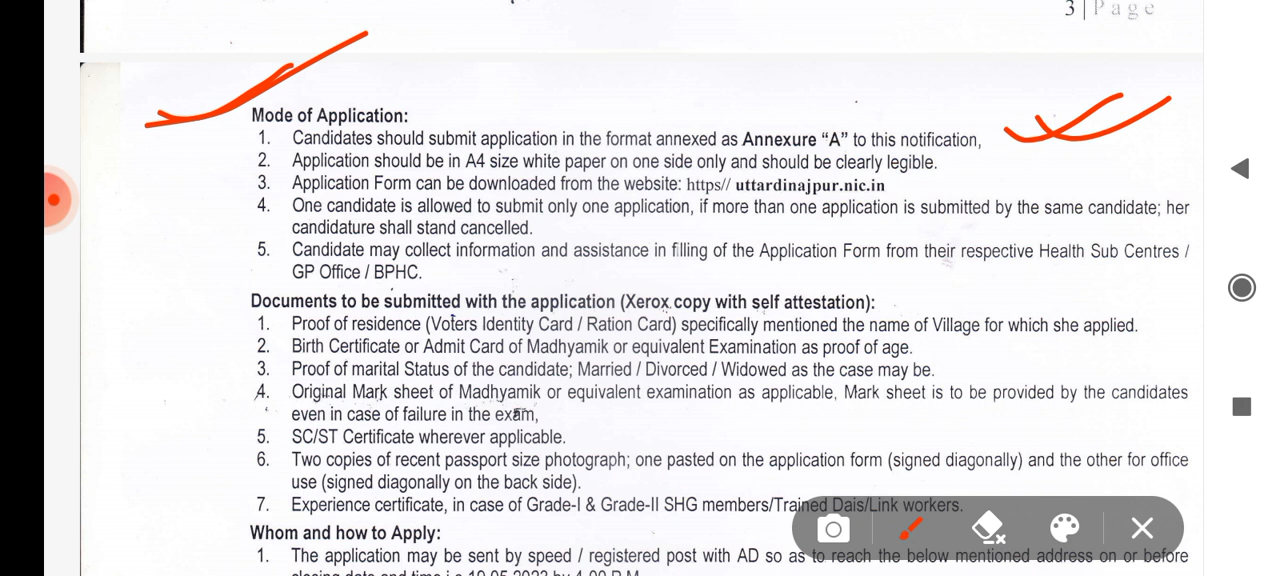 3 | P a g e
Mode of Application:
1. Candidates should submit application in the format annexed as Annexure “A” to this notification,
2. Application should be in A4 size white paper on one side only and should be clearly legible.
3. Application Form can be downloaded from the website: https// uttardinajpur.nic.in
4. One candidate is allowed to submit only one application, if more than one application is submitted by the same candidate; her
candidature shall stand cancelled.
5. Candidate may collect information and assistance in filling of the Application Form from their respective Health Sub Centres /
GP Office / BPHC.
Documents to be submitted with the application (Xerox copy with self attestation):
1. Proof of residence (Voters Identity Card / Ration Card) specifically mentioned the name of Village for which she applied.
2. Birth Certificate or Admit Card of Madhyamik or equivalent Examination as proof of age.
3. Proof of marital Status of the candidate; Married / Divorced / Widowed as the case may be.
4. Original Mark sheet of Madhyamik or equivalent examination as applicable, Mark sheet is to be provided by the candidates
even in case of failure in the exam,
5. SC/ST Certificate wherever applicable.
6. Two copies of recent passport size photograph; one pasted on the application form (signed diagonally) and the other for office
use (signed diagonally on the back side).
7. Experience certificate, in case of Grade-I & Grade-II SHG members/Trained Dais/Link workers.
Whom and how to Apply:
1. The application may be sent by speed / registered post with AD so as to reach the below mentioned address on or before
closing date and time i.e